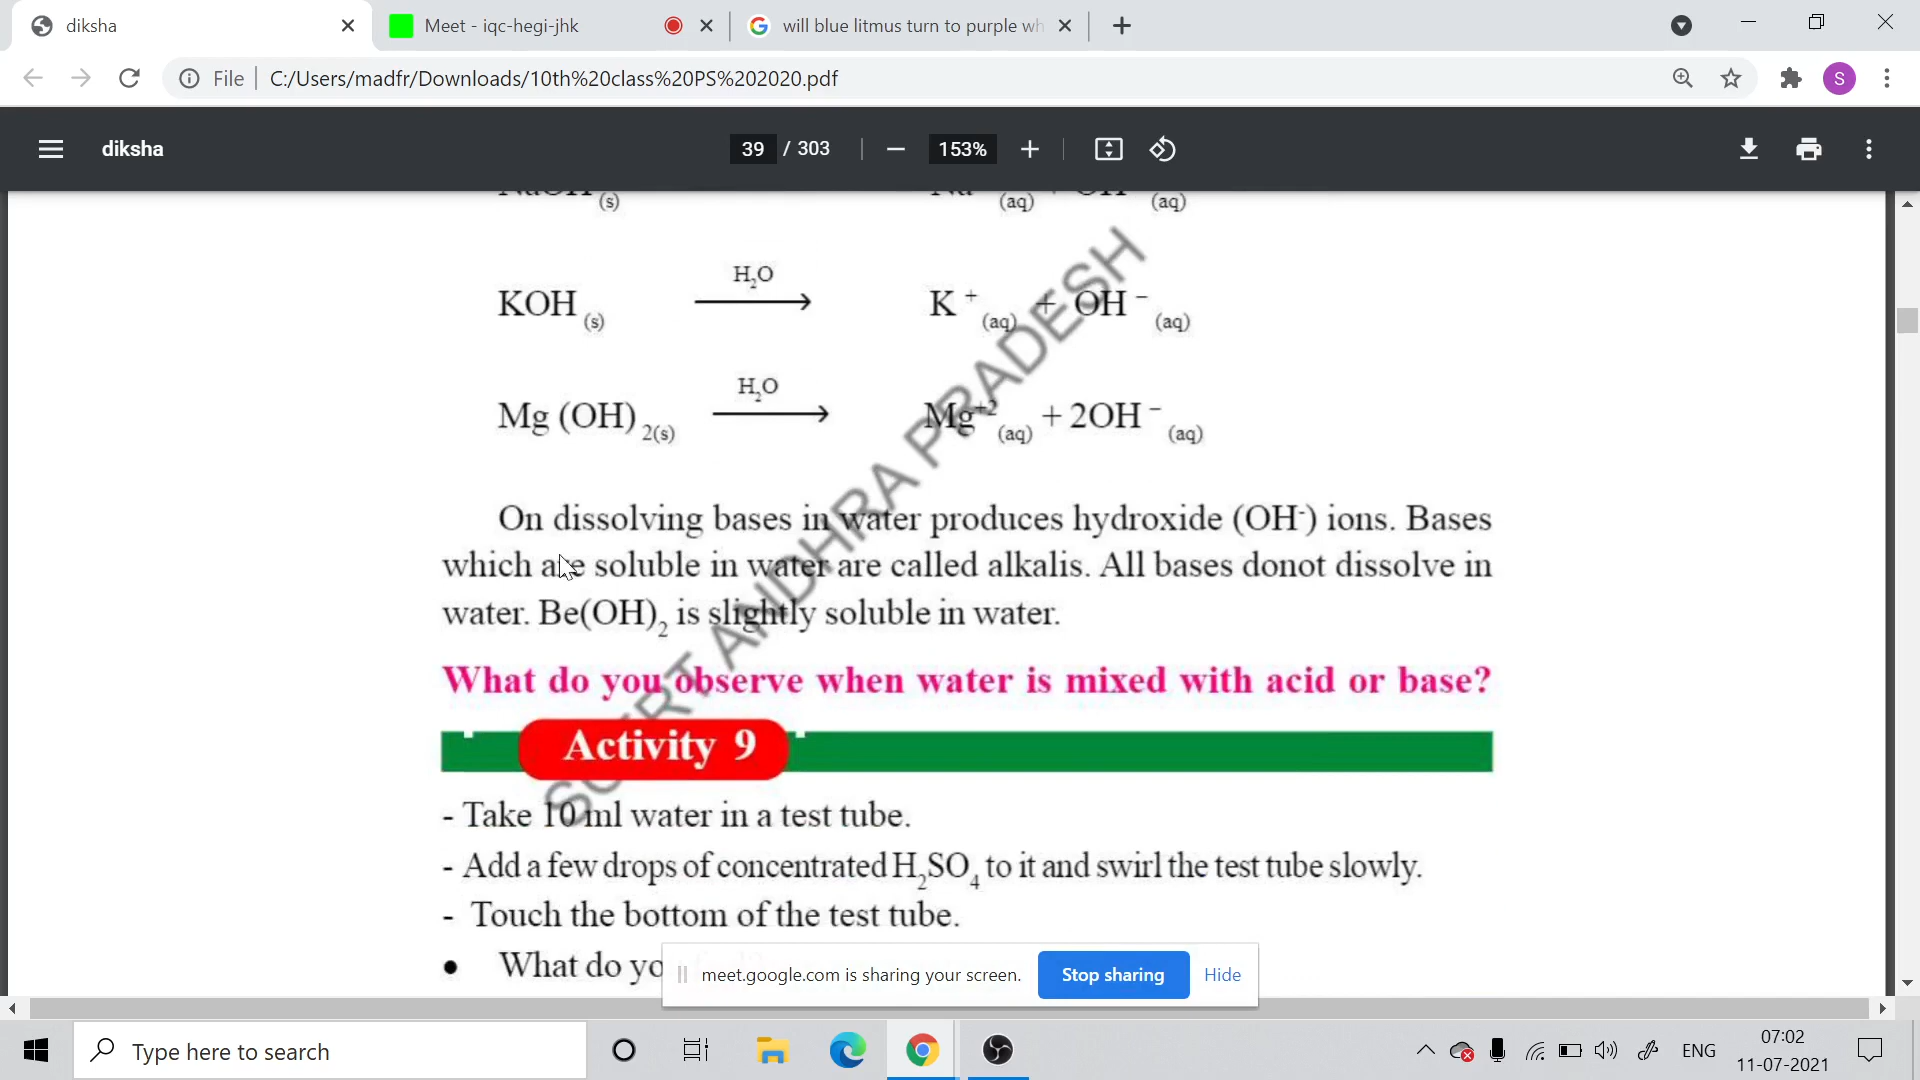 diksha
Meet - iqc-hegi-jhk
will blue litmus turn to purple wh
File
C:/Users/madfr/Downloads/10th%20class%20PS%202020.pdf
S
diksha
39 / 303
153%
NaOH (s) Na (aq) + OH (aq)
H₂O
KOH (s) ⟶ K⁺ (aq) + OH⁻ (aq)
H₂O
Mg (OH) 2(s) ⟶ Mg⁺² (aq) + 2OH⁻ (aq)
On dissolving bases in water produces hydroxide (OH⁻) ions. Bases
which are soluble in water are called alkalis. All bases donot dissolve in
water. Be(OH)₂ is slightly soluble in water.
What do you observe when water is mixed with acid or base?
Activity 9
- Take 10 ml water in a test tube.
- Add a few drops of concentrated H₂SO₄ to it and swirl the test tube slowly.
- Touch the bottom of the test tube.
• What do yo
SCERT ANDHRA PRADESH
meet.google.com is sharing your screen.
Stop sharing
Hide
Type here to search
ENG
07:02
11-07-2021